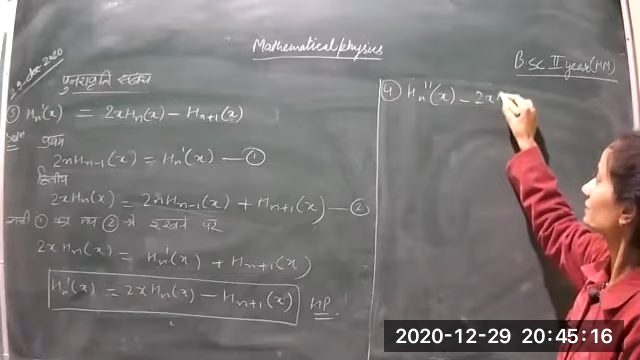 Mathematical physics
B sc II year (HM)
29-dec-2020
पुनरावृत्ति संबंध
③ Hn'(x) = 2xHn(x) - Hn+1(x)
प्रथम
2nHn-1(x) = Hn'(x) — ①
द्वितीय
2xHn(x) = 2nHn-1(x) + Hn+1(x) — ②
समी ① का मान ② में रखने पर
2xHn(x) = Hn'(x) + Hn+1(x)
Hn'(x) = 2xHn(x) - Hn+1(x) HP.
④ Hn''(x) - 2x
2020-12-29 20:45:16